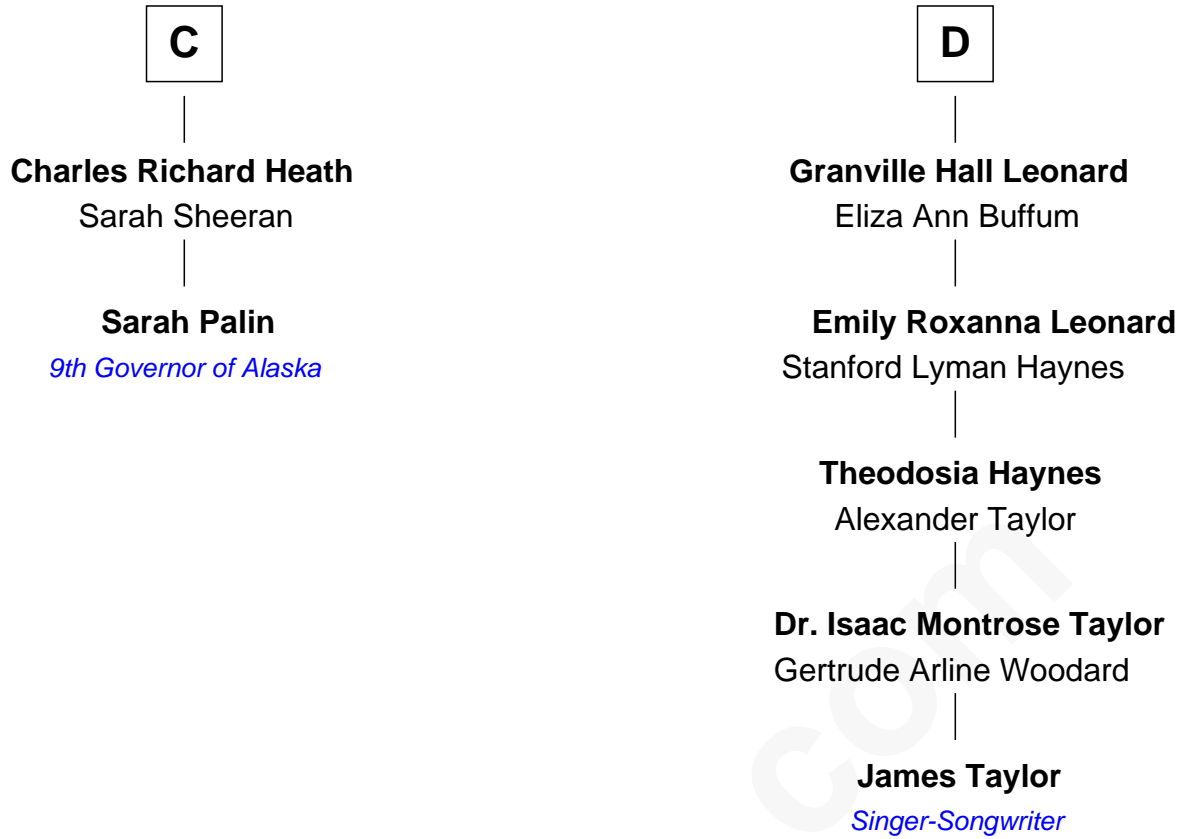 C
Charles Richard Heath
Sarah Sheeran
Sarah Palin
9th Governor of Alaska
D
Granville Hall Leonard
Eliza Ann Buffum
Emily Roxanna Leonard
Stanford Lyman Haynes
Theodosia Haynes
Alexander Taylor
Dr. Isaac Montrose Taylor
Gertrude Arline Woodard
James Taylor
Singer-Songwriter
com